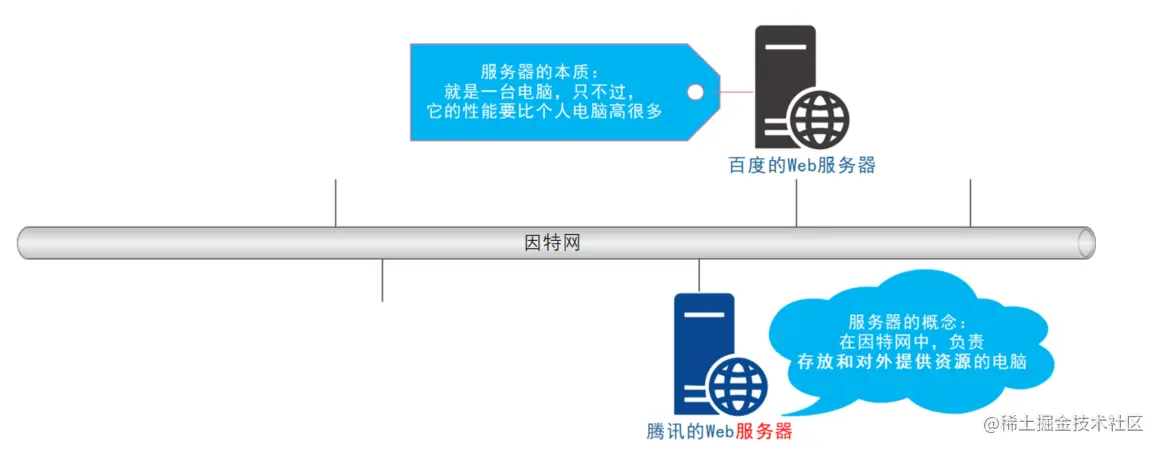 服务器的本质：
就是一台电脑，只不过，
它的性能要比个人电脑高很多
百度的Web服务器
因特网
服务器的概念：
在因特网中，负责
存放和对外提供资源的电脑
腾讯的Web服务器
@稀土掘金技术社区